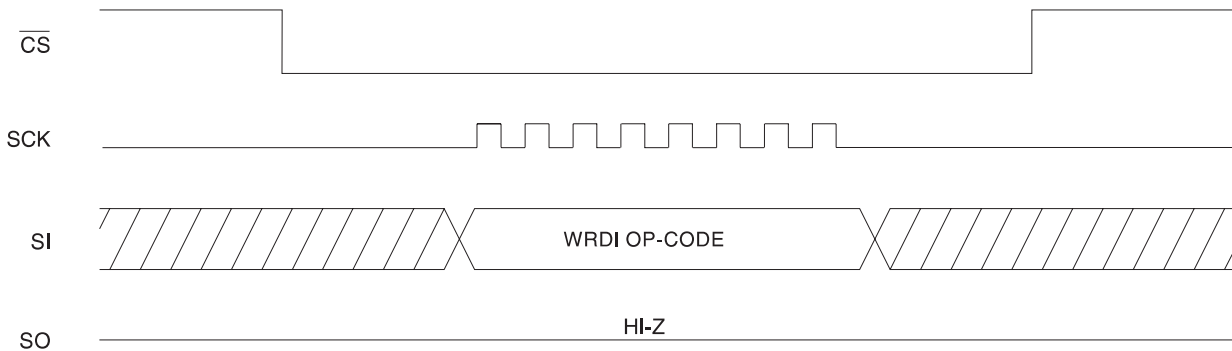 CS
SCK
SI
WRDI OP-CODE
HI-Z
SO